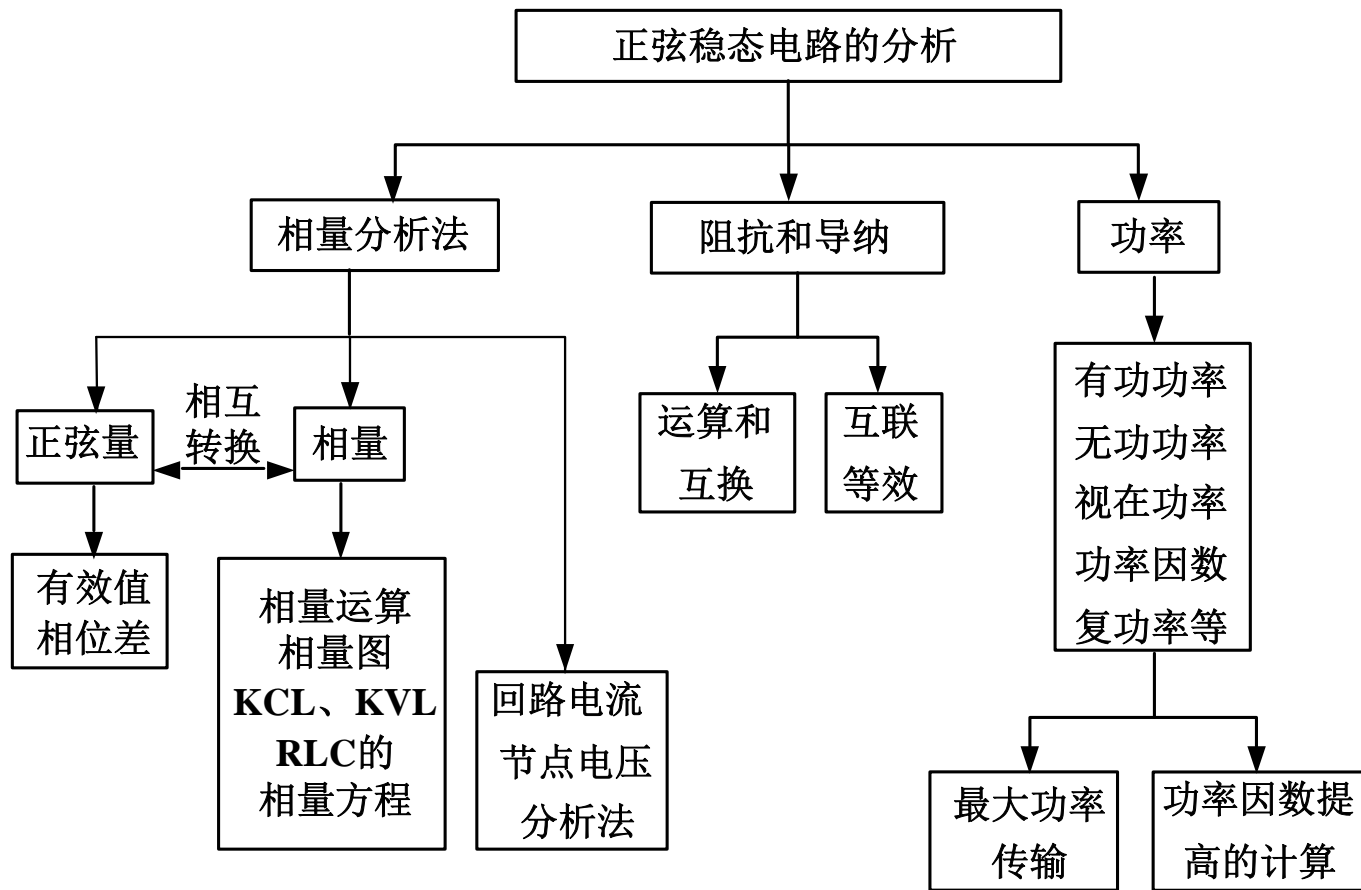 正弦稳态电路的分析
相量分析法
阻抗和导纳
功率
正弦量
相互
转换
相量
运算和
互换
互联
等效
有功功率
无功功率
视在功率
功率因数
复功率等
有效值
相位差
相量运算
相量图
KCL、KVL
RLC的
相量方程
回路电流
节点电压
分析法
最大功率
传输
功率因数提
高的计算